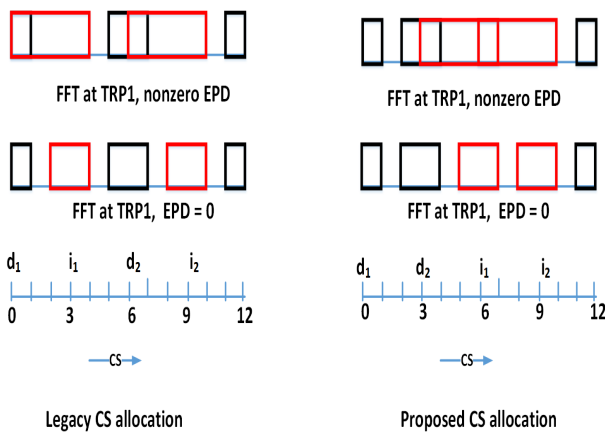 FFT at TRP1, nonzero EPD
FFT at TRP1, EPD = 0
d₁ i₁ d₂ i₂
0 3 6 9 12
CS
Legacy CS allocation
FFT at TRP1, nonzero EPD
FFT at TRP1, EPD = 0
d₁ d₂ i₁ i₂
0 3 6 9 12
CS
Proposed CS allocation